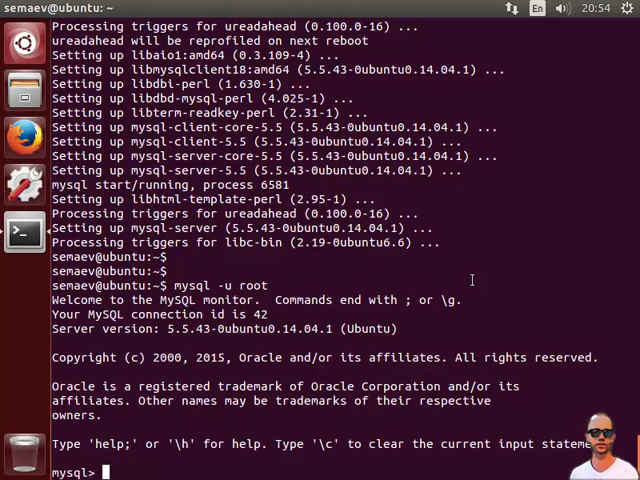 semaev@ubuntu: ~
En
20:54
Processing triggers for ureadahead (0.100.0-16) ...
ureadahead will be reprofiled on next reboot
Setting up libaio1:amd64 (0.3.109-4) ...
Setting up libmysqlclient18:amd64 (5.5.43-0ubuntu0.14.04.1) ...
Setting up libdbi-perl (1.630-1) ...
Setting up libdbd-mysql-perl (4.025-1) ...
Setting up libterm-readkey-perl (2.31-1) ...
Setting up mysql-client-core-5.5 (5.5.43-0ubuntu0.14.04.1) ...
Setting up mysql-client-5.5 (5.5.43-0ubuntu0.14.04.1) ...
Setting up mysql-server-core-5.5 (5.5.43-0ubuntu0.14.04.1) ...
Setting up mysql-server-5.5 (5.5.43-0ubuntu0.14.04.1) ...
mysql start/running, process 6581
Setting up libhtml-template-perl (2.95-1) ...
Processing triggers for ureadahead (0.100.0-16) ...
Setting up mysql-server (5.5.43-0ubuntu0.14.04.1) ...
Processing triggers for libc-bin (2.19-0ubuntu6.6) ...
semaev@ubuntu:~$
semaev@ubuntu:~$
semaev@ubuntu:~$ mysql -u root
Welcome to the MySQL monitor.  Commands end with ; or \g.
Your MySQL connection id is 42
Server version: 5.5.43-0ubuntu0.14.04.1 (Ubuntu)
Copyright (c) 2000, 2015, Oracle and/or its affiliates. All rights reserved.
Oracle is a registered trademark of Oracle Corporation and/or its
affiliates. Other names may be trademarks of their respective
owners.
Type 'help;' or '\h' for help. Type '\c' to clear the current input stateme
mysql>